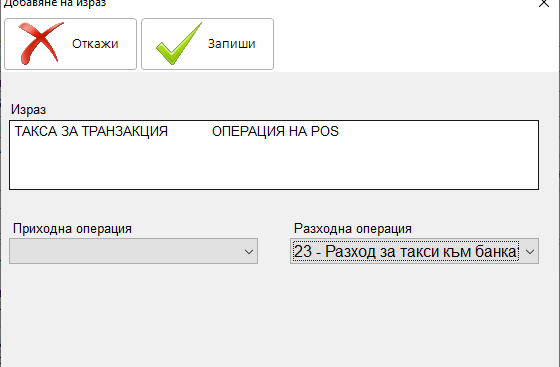 Добавяне на израз
Откажи
Запиши
Израз
ТАКСА ЗА ТРАНЗАКЦИЯ ОПЕРАЦИЯ НА POS
Приходна операция
Разходна операция
23 - Разход за такси към банка